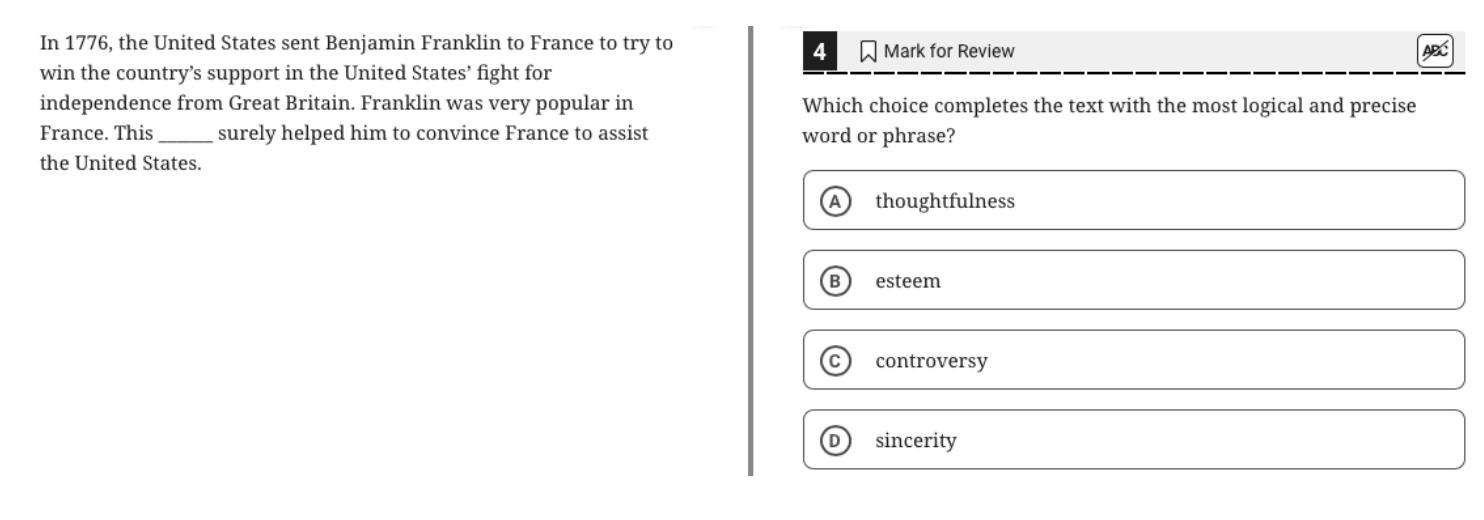 In 1776, the United States sent Benjamin Franklin to France to try to
win the country’s support in the United States’ fight for
independence from Great Britain. Franklin was very popular in
France. This ______ surely helped him to convince France to assist
the United States.
4 Mark for Review ABC
Which choice completes the text with the most logical and precise
word or phrase?
A thoughtfulness
B esteem
C controversy
D sincerity